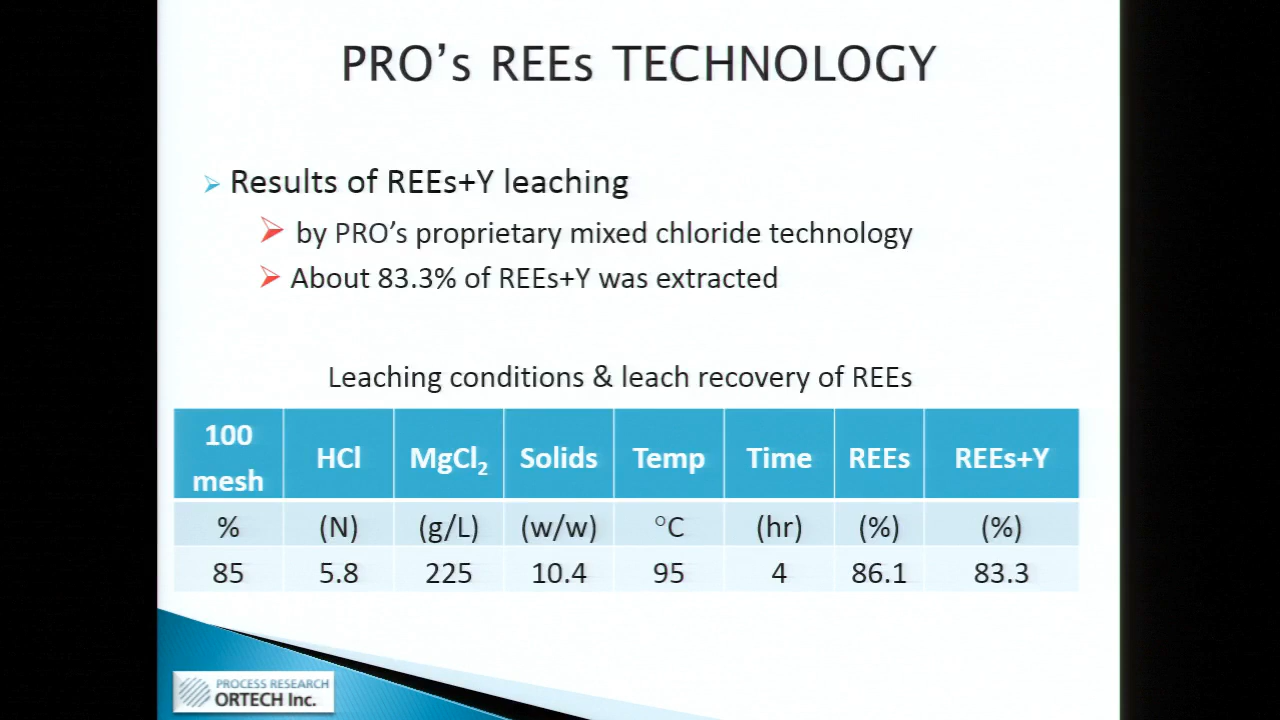 PRO’s REEs TECHNOLOGY
Results of REEs+Y leaching
by PRO’s proprietary mixed chloride technology
About 83.3% of REEs+Y was extracted
Leaching conditions & leach recovery of REEs
100 mesh HCl MgCl₂ Solids Temp Time REEs REEs+Y
% (N) (g/L) (w/w) °C (hr) (%) (%)
85 5.8 225 10.4 95 4 86.1 83.3
PROCESS RESEARCH
ORTECH Inc.